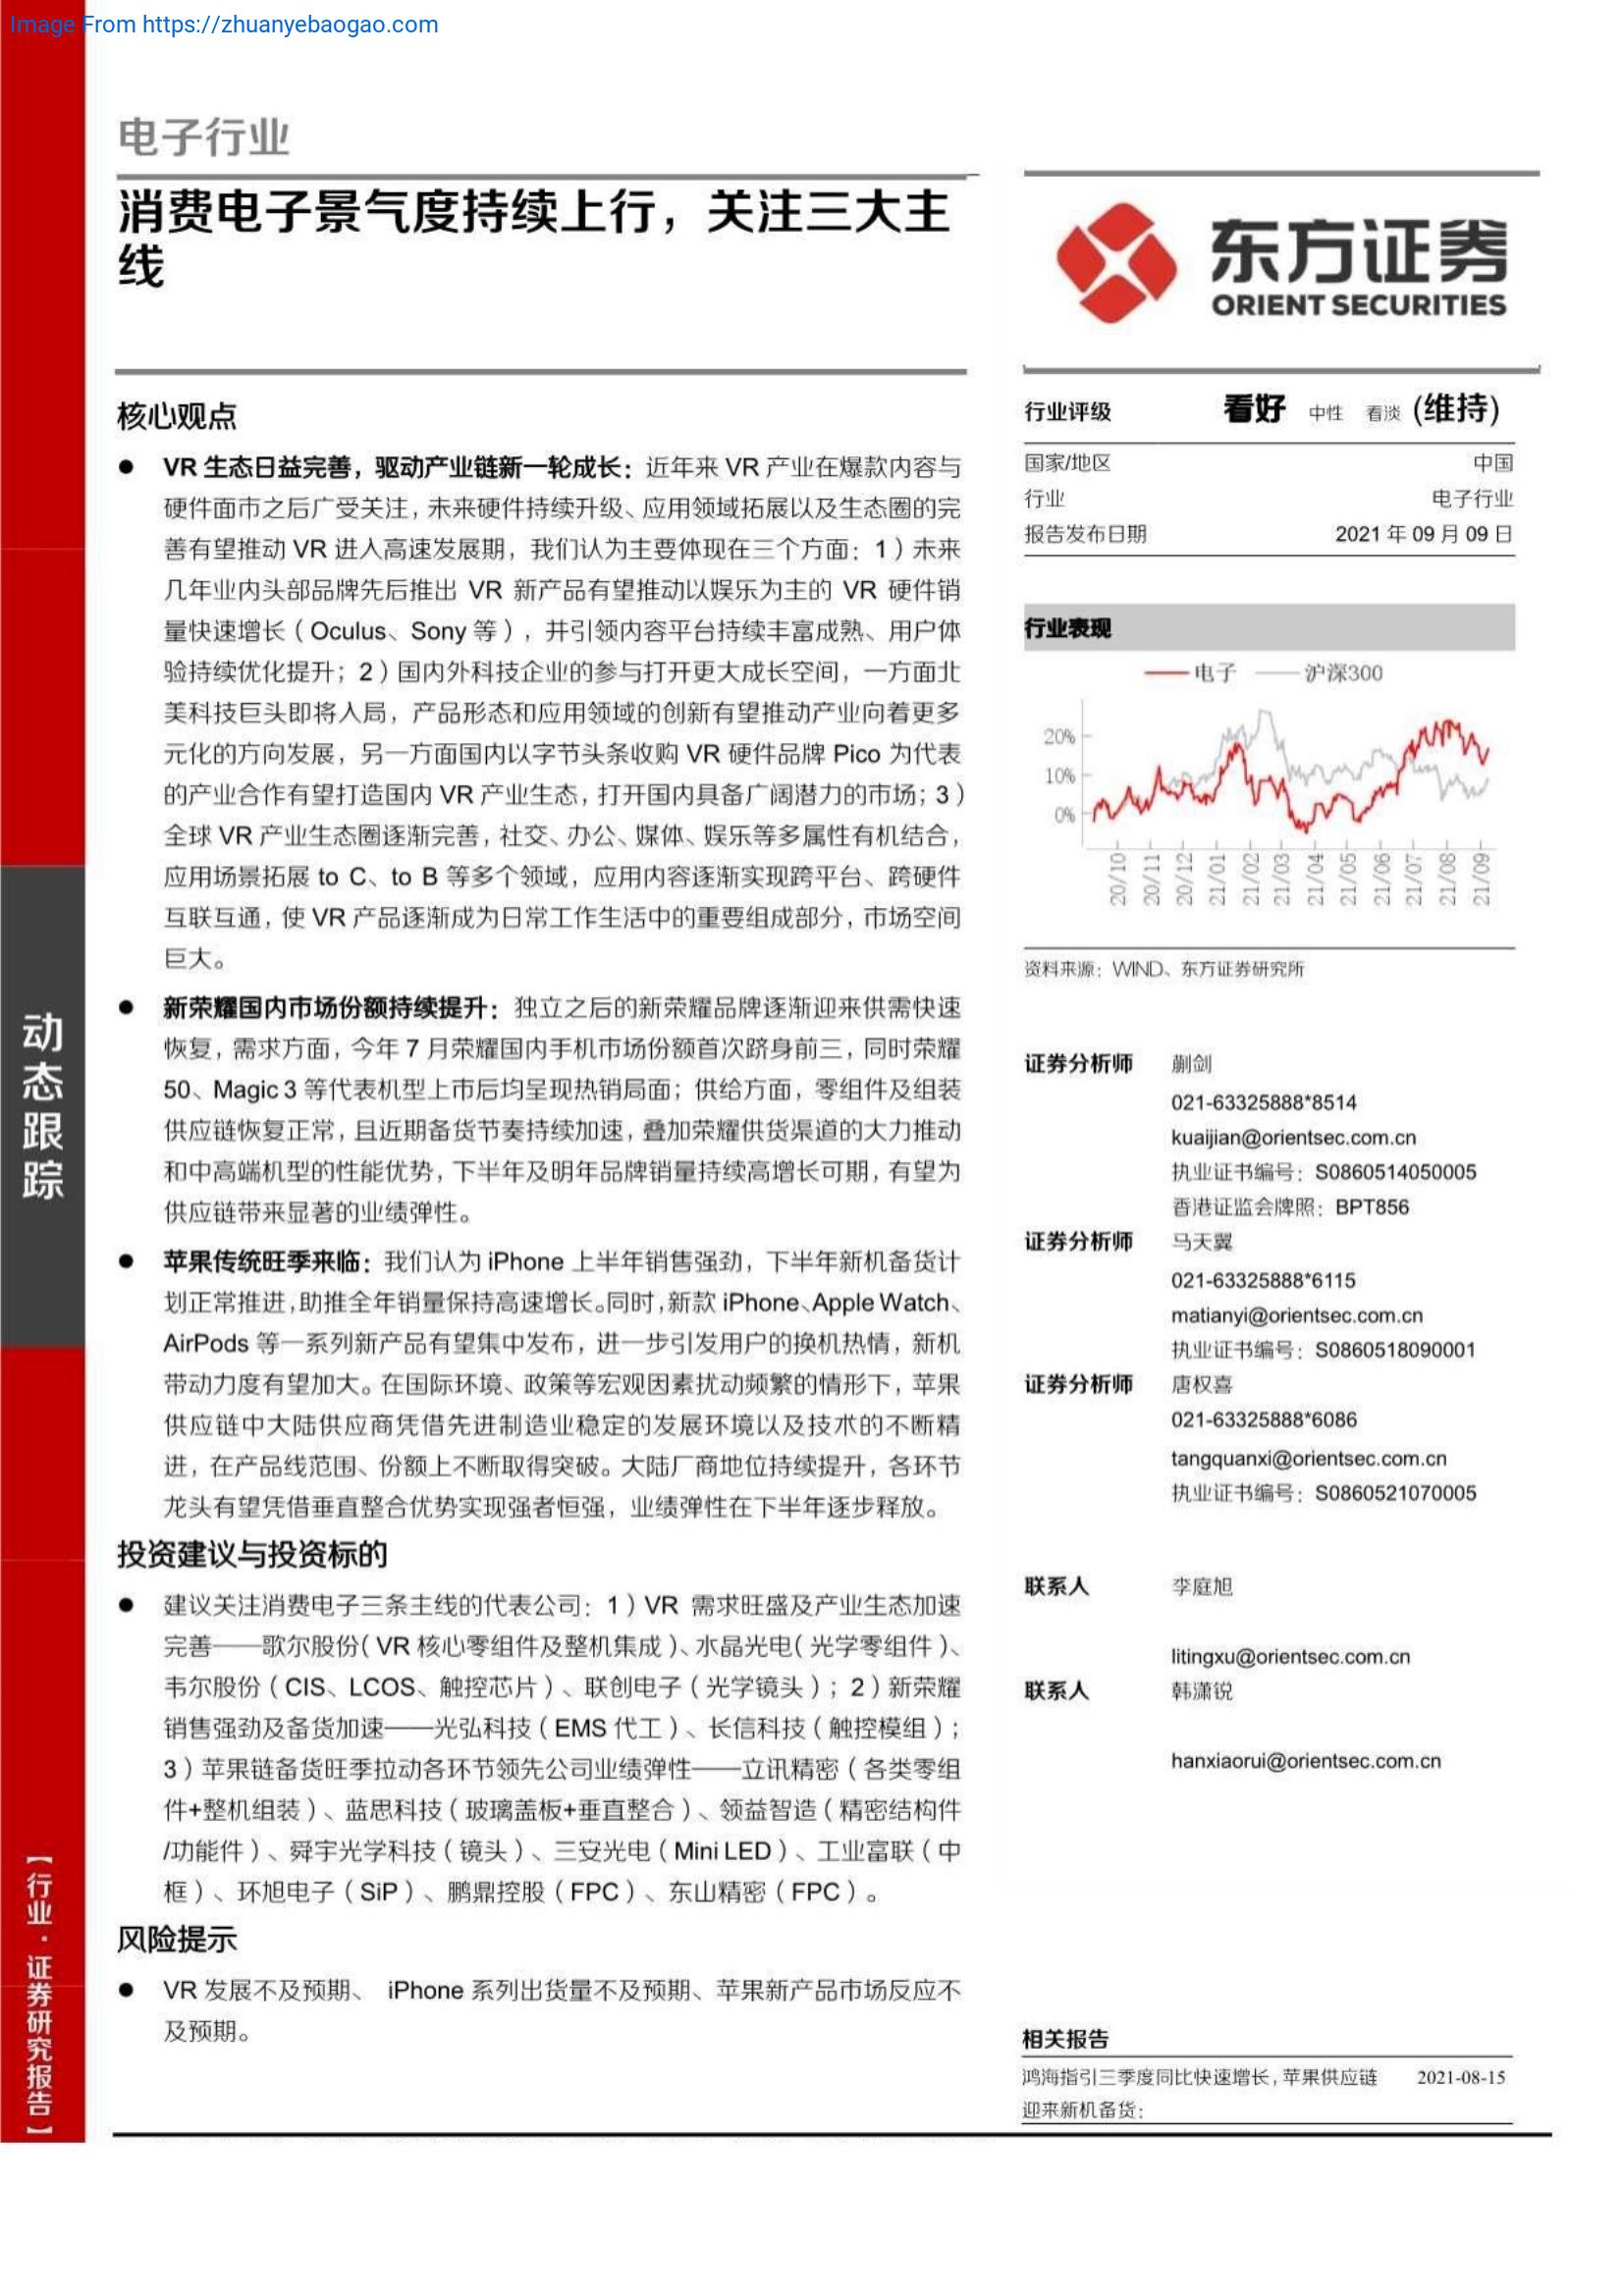 Image From https://zhuanyebaogao.com
电子行业
消费电子景气度持续上行，关注三大主
线
东方证券
ORIENT SECURITIES
核心观点
● VR 生态日益完善，驱动产业链新一轮成长：近年来 VR 产业在爆款内容与
硬件面市之后广受关注，未来硬件持续升级、应用领域拓展以及生态圈的完
善有望推动 VR 进入高速发展期，我们认为主要体现在三个方面：1）未来
几年业内头部品牌先后推出 VR 新产品有望推动以娱乐为主的 VR 硬件销
量快速增长（Oculus、Sony 等），并引领内容平台持续丰富成熟、用户体
验持续优化提升；2）国内外科技企业的参与打开更大成长空间，一方面北
美科技巨头即将入局，产品形态和应用领域的创新有望推动产业向着更多
元化的方向发展，另一方面国内以字节头条收购 VR 硬件品牌 Pico 为代表
的产业合作有望打造国内 VR 产业生态，打开国内具备广阔潜力的市场；3）
全球 VR 产业生态圈逐渐完善，社交、办公、媒体、娱乐等多属性有机结合，
应用场景拓展 to C、to B 等多个领域，应用内容逐渐实现跨平台、跨硬件
互联互通，使 VR 产品逐渐成为日常工作生活中的重要组成部分，市场空间
巨大。
● 新荣耀国内市场份额持续提升：独立之后的新荣耀品牌逐渐迎来供需快速
恢复，需求方面，今年 7 月荣耀国内手机市场份额首次跻身前三，同时荣耀
50、Magic 3 等代表机型上市后均呈现热销局面；供给方面，零组件及组装
供应链恢复正常，且近期备货节奏持续加速，叠加荣耀供货渠道的大力推动
和中高端机型的性能优势，下半年及明年品牌销量持续高增长可期，有望为
供应链带来显著的业绩弹性。
● 苹果传统旺季来临：我们认为 iPhone 上半年销售强劲，下半年新机备货计
划正常推进，助推全年销量保持高速增长。同时，新款 iPhone、Apple Watch、
AirPods 等一系列新产品有望集中发布，进一步引发用户的换机热情，新机
带动力度有望加大。在国际环境、政策等宏观因素扰动频繁的情形下，苹果
供应链中大陆供应商凭借先进制造业稳定的发展环境以及技术的不断精
进，在产品线范围、份额上不断取得突破。大陆厂商地位持续提升，各环节
龙头有望凭借垂直整合优势实现强者恒强，业绩弹性在下半年逐步释放。
投资建议与投资标的
● 建议关注消费电子三条主线的代表公司：1）VR 需求旺盛及产业生态加速
完善——歌尔股份（VR 核心零组件及整机集成）、水晶光电（光学零组件）、
韦尔股份（CIS、LCOS、触控芯片）、联创电子（光学镜头）；2）新荣耀
销售强劲及备货加速——光弘科技（EMS 代工）、长信科技（触控模组）；
3）苹果链备货旺季拉动各环节领先公司业绩弹性——立讯精密（各类零组
件+整机组装）、蓝思科技（玻璃盖板+垂直整合）、领益智造（精密结构件
/功能件）、舜宇光学科技（镜头）、三安光电（Mini LED）、工业富联（中
框）、环旭电子（SiP）、鹏鼎控股（FPC）、东山精密（FPC）。
风险提示
● VR 发展不及预期、 iPhone 系列出货量不及预期、苹果新产品市场反应不
及预期。
行业评级 看好 中性 看淡 (维持)
国家/地区 中国
行业 电子行业
报告发布日期 2021 年 09 月 09 日
行业表现
电子 沪深300
20%
10%
0%
20/10 20/11 20/12 21/01 21/02 21/03 21/04 21/05 21/06 21/07 21/08 21/09
资料来源：WIND、东方证券研究所
证券分析师 蒯剑
021-63325888*8514
kuaijian@orientsec.com.cn
执业证书编号：S0860514050005
香港证监会牌照：BPT856
证券分析师 马天翼
021-63325888*6115
matianyi@orientsec.com.cn
执业证书编号：S0860518090001
证券分析师 唐权喜
021-63325888*6086
tangquanxi@orientsec.com.cn
执业证书编号：S0860521070005
联系人 李庭旭
litingxu@orientsec.com.cn
联系人 韩潇锐
hanxiaorui@orientsec.com.cn
相关报告
鸿海指引三季度同比快速增长，苹果供应链 2021-08-15
迎来新机备货：
动态跟踪
【行业·证券研究报告】